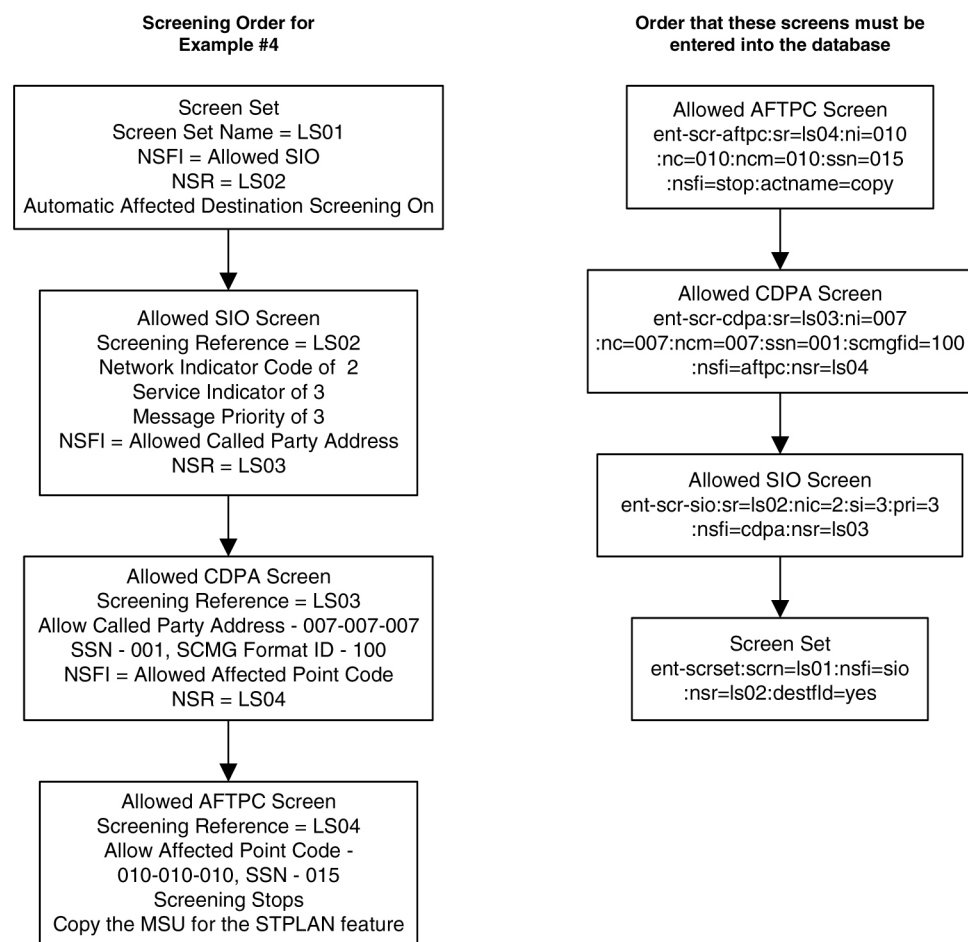 Screening Order for
Example #4
Screen Set
Screen Set Name = LS01
NSFI = Allowed SIO
NSR = LS02
Automatic Affected Destination Screening On
Allowed SIO Screen
Screening Reference = LS02
Network Indicator Code of 2
Service Indicator of 3
Message Priority of 3
NSFI = Allowed Called Party Address
NSR = LS03
Allowed CDPA Screen
Screening Reference = LS03
Allow Called Party Address - 007-007-007
SSN - 001, SCMG Format ID - 100
NSFI = Allowed Affected Point Code
NSR = LS04
Allowed AFTPC Screen
Screening Reference = LS04
Allow Affected Point Code -
010-010-010, SSN - 015
Screening Stops
Copy the MSU for the STPLAN feature
Order that these screens must be
entered into the database
Allowed AFTPC Screen
ent-scr-aftpc:sr=ls04:ni=010
:nc=010:ncm=010:ssn=015
:nsfi=stop:actname=copy
Allowed CDPA Screen
ent-scr-cdpa:sr=ls03:ni=007
:nc=007:ncm=007:ssn=001:scmgfid=100
:nsfi=aftpc:nsr=ls04
Allowed SIO Screen
ent-scr-sio:sr=ls02:nic=2:si=3:pri=3
:nsfi=cdpa:nsr=ls03
Screen Set
ent-scrset:scrn=ls01:nsfi=sio
:nsr=ls02:destfld=yes